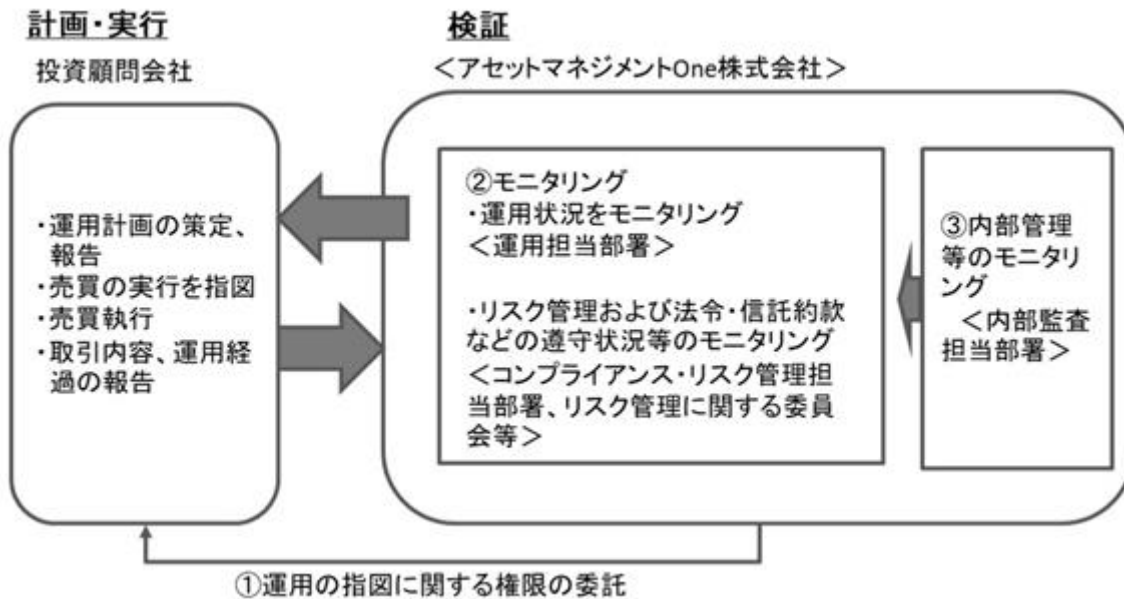 計画・実行
投資顧問会社
・運用計画の策定、
報告
・売買の実行を指図
・売買執行
・取引内容、運用経
過の報告
検証
＜アセットマネジメントOne株式会社＞
②モニタリング
・運用状況をモニタリング
＜運用担当部署＞
・リスク管理および法令・信託約款
などの遵守状況等のモニタリング
＜コンプライアンス・リスク管理担
当部署、リスク管理に関する委員
会等＞
③内部管理
等のモニタリ
ング
＜内部監査
担当部署＞
①運用の指図に関する権限の委託